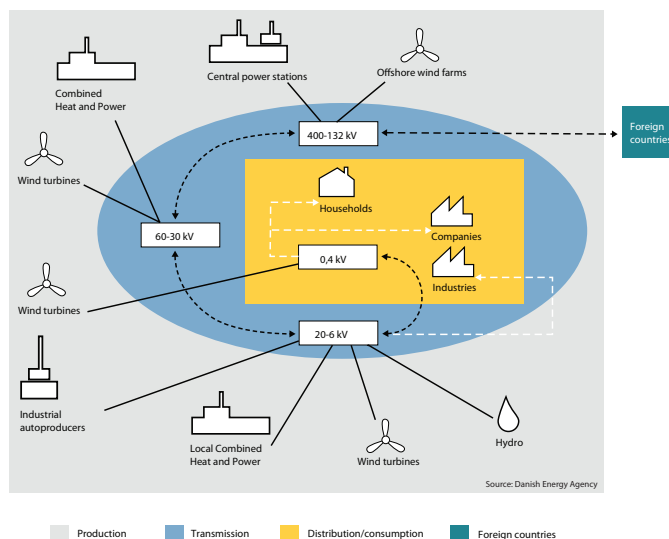 Central power stations
Offshore wind farms
Combined
Heat and Power
400-132 kV
Foreign
countries
Wind turbines
Households
60-30 kV
Companies
0,4 kV
Industries
Wind turbines
20-6 kV
Industrial
autoproducers
Local Combined
Heat and Power
Wind turbines
Hydro
Source: Danish Energy Agency
Production
Transmission
Distribution/consumption
Foreign countries